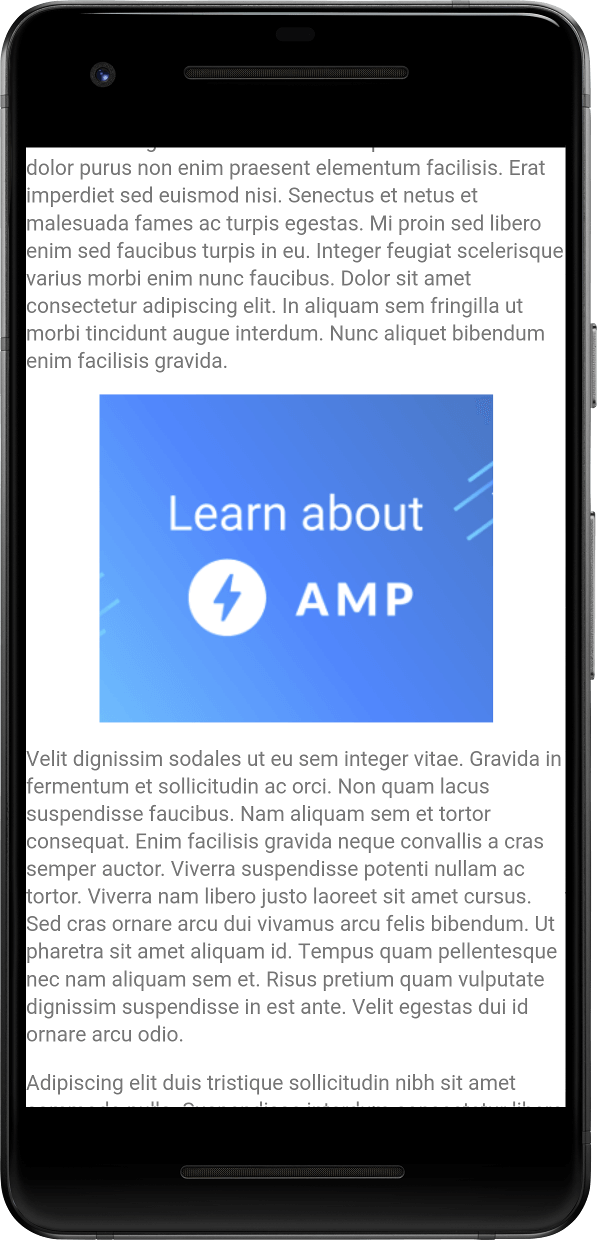 dolor purus non enim praesent elementum facilisis. Erat
imperdiet sed euismod nisi. Senectus et netus et
malesuada fames ac turpis egestas. Mi proin sed libero
enim sed faucibus turpis in eu. Integer feugiat scelerisque
varius morbi enim nunc faucibus. Dolor sit amet
consectetur adipiscing elit. In aliquam sem fringilla ut
morbi tincidunt augue interdum. Nunc aliquet bibendum
enim facilisis gravida.
Learn about
AMP
Velit dignissim sodales ut eu sem integer vitae. Gravida in
fermentum et sollicitudin ac orci. Non quam lacus
suspendisse faucibus. Nam aliquam sem et tortor
consequat. Enim facilisis gravida neque convallis a cras
semper auctor. Viverra suspendisse potenti nullam ac
tortor. Viverra nam libero justo laoreet sit amet cursus.
Sed cras ornare arcu dui vivamus arcu felis bibendum. Ut
pharetra sit amet aliquam id. Tempus quam pellentesque
nec nam aliquam sem et. Risus pretium quam vulputate
dignissim suspendisse in est ante. Velit egestas dui id
ornare arcu odio.
Adipiscing elit duis tristique sollicitudin nibh sit amet